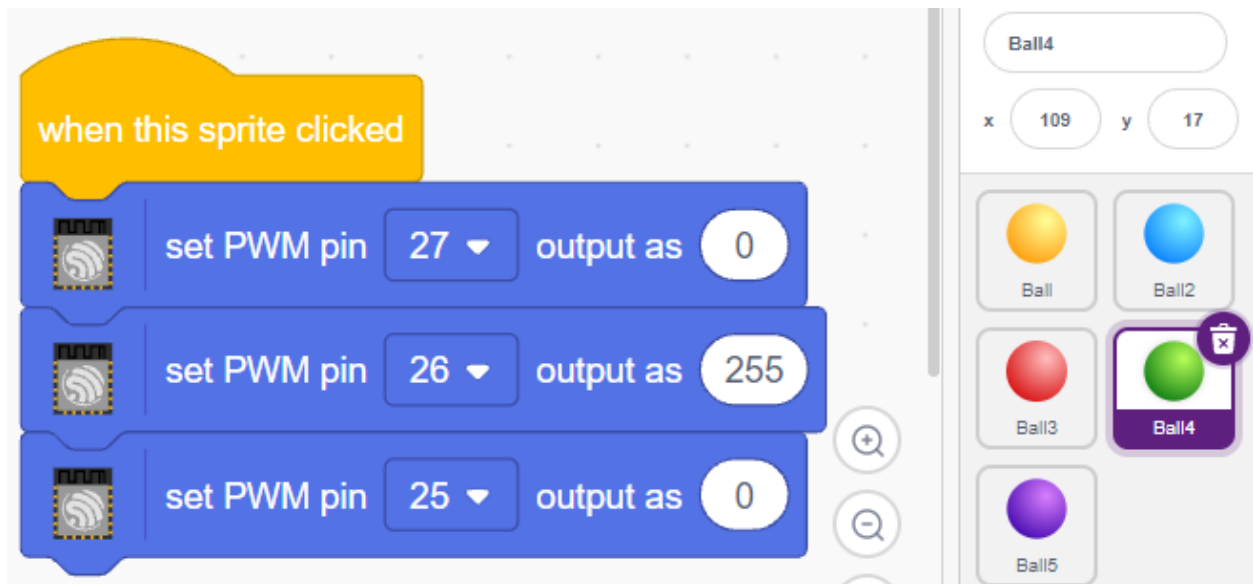 when this sprite clicked
set PWM pin 27 output as 0
set PWM pin 26 output as 255
set PWM pin 25 output as 0
Ball4
x 109 y 17
Ball Ball2
Ball3 Ball4
Ball5